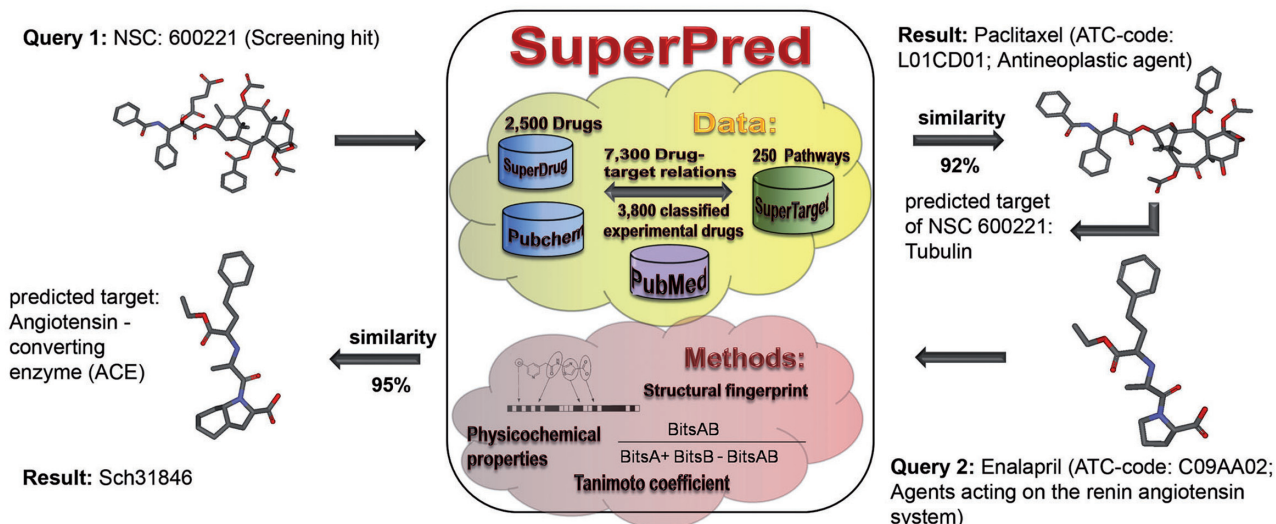 Query 1: NSC: 600221 (Screening hit)
SuperPred
Data:
2,500 Drugs
SuperDrug
Pubchem
7,300 Drug-
target relations
3,800 classified
experimental drugs
PubMed
250 Pathways
SuperTarget
Result: Paclitaxel (ATC-code:
L01CD01; Antineoplastic agent)
similarity
92%
predicted target
of NSC 600221:
Tubulin
predicted target:
Angiotensin -
converting
enzyme (ACE)
similarity
95%
Result: Sch31846
Methods:
Structural fingerprint
Physicochemical
properties
BitsAB
BitsA+ BitsB - BitsAB
Tanimoto coefficient
Query 2: Enalapril (ATC-code: C09AA02;
Agents acting on the renin angiotensin
system)